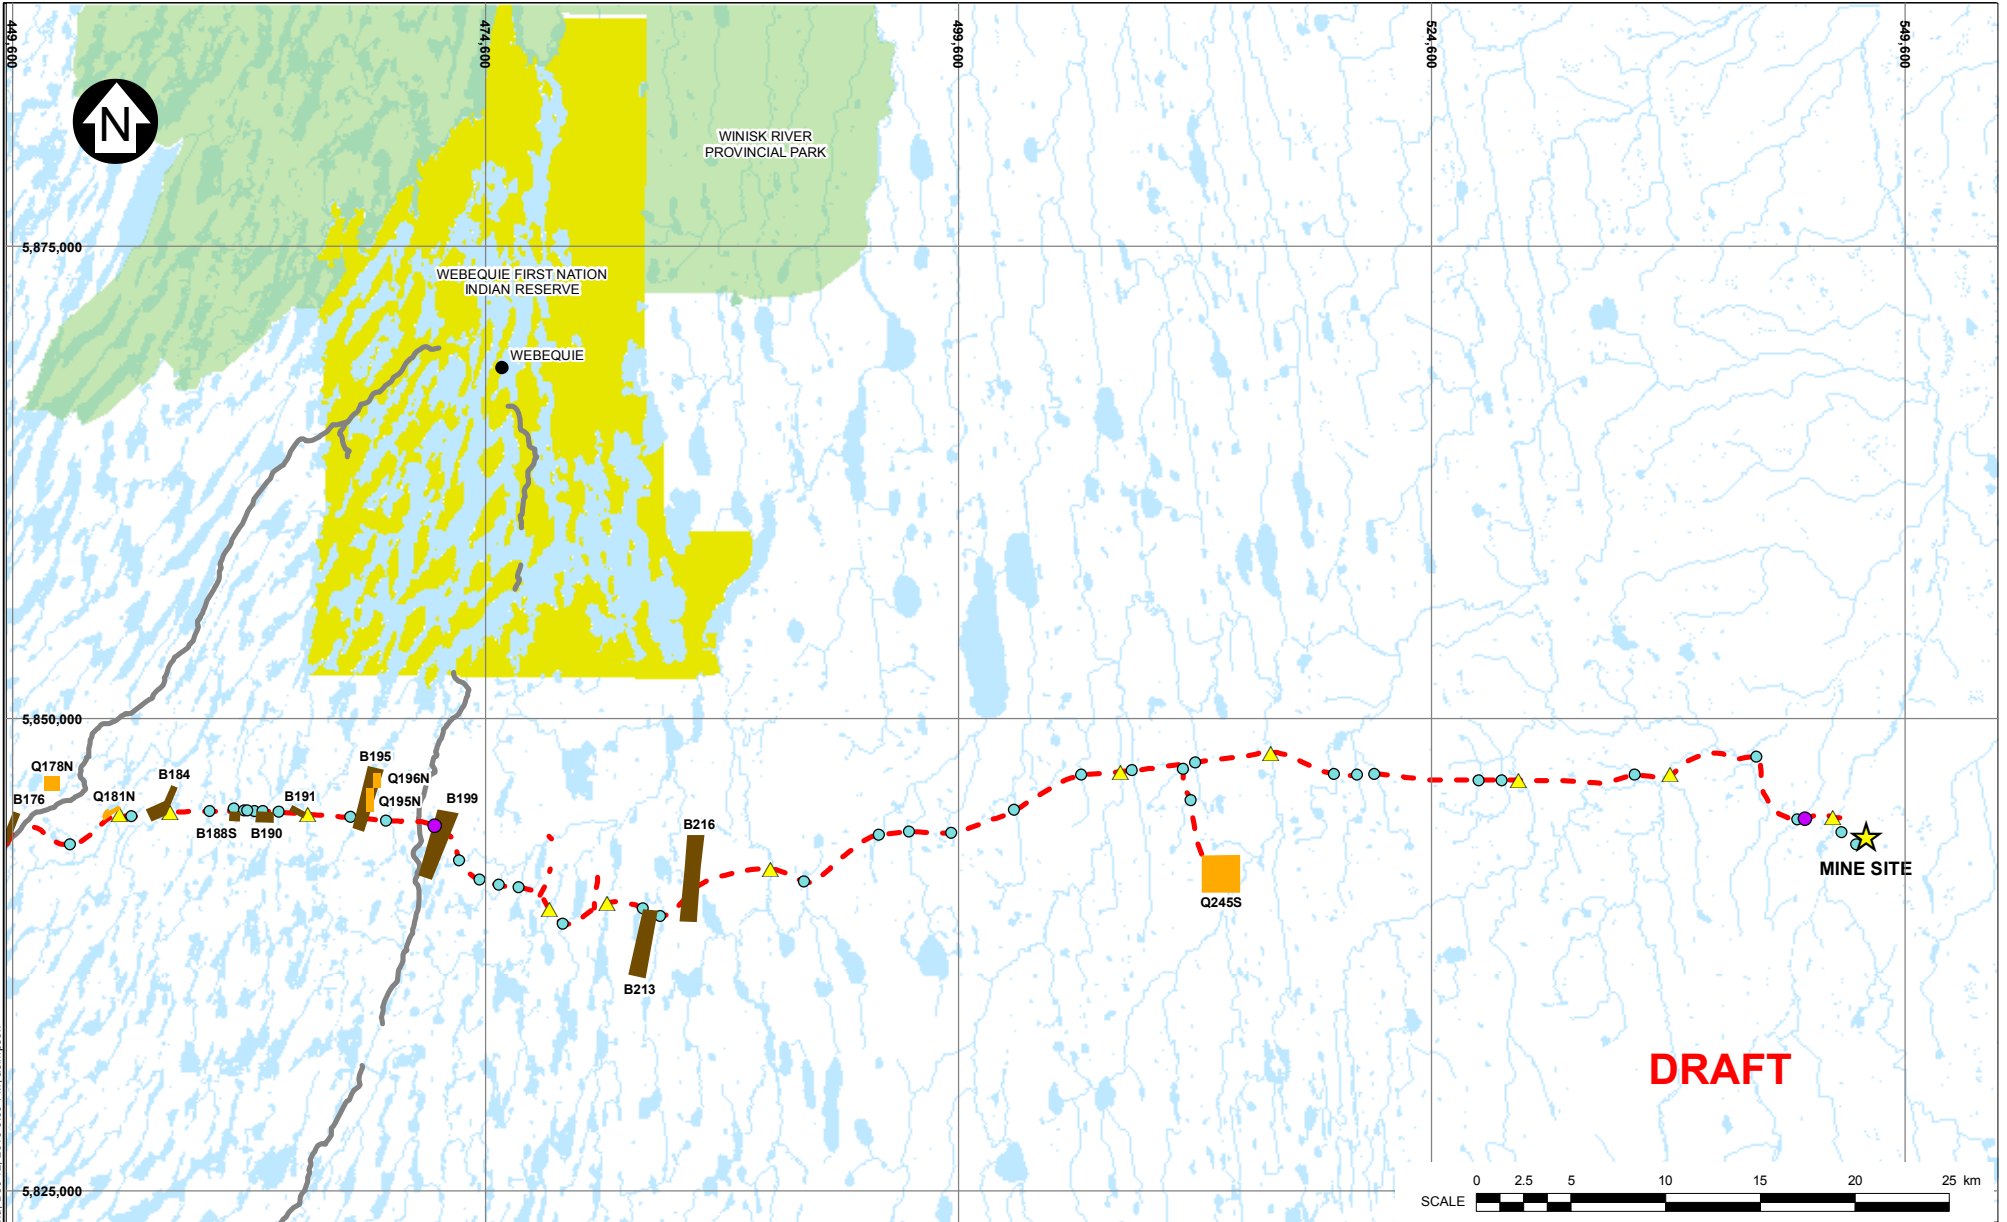 449,600
474,600
499,600
524,600
549,600
N
WINISK RIVER
PROVINCIAL PARK
5,875,000
WEBEQUIE FIRST NATION
INDIAN RESERVE
WEBEQUIE
5,850,000
Q178N
B176
B184
Q181N
B188S
B190
B191
B195
Q196N
Q195N
B199
B216
B213
Q245S
MINE SITE
DRAFT
5,825,000
SCALE
0 2.5 5 10 15 20 25 km